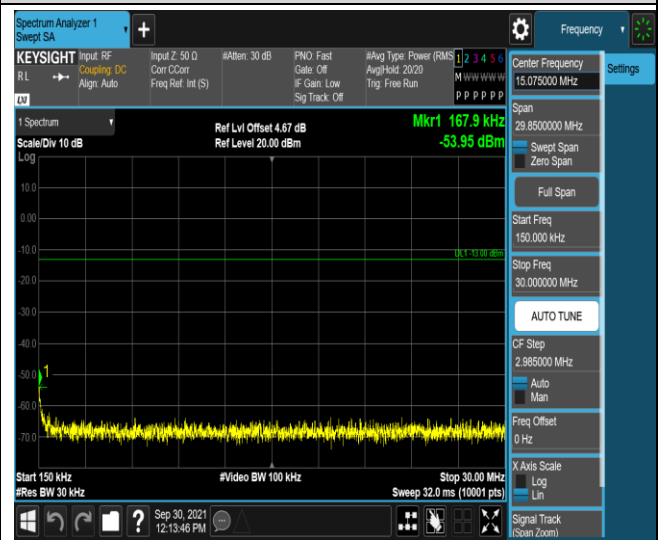 Spectrum Analyzer 1
Swept SA
Frequency
KEYSIGHT
RL
LXI
Input: RF
Coupling: DC
Align: Auto
Input Z: 50 Ω
Corr CCorr
Freq Ref: Int (S)
#Atten: 30 dB
PNO: Fast
Gate: Off
IF Gain: Low
Sig Track: Off
#Avg Type: Power (RMS
Avg|Hold: 20/20
Trig: Free Run
1 2 3 4 5 6
M W W W W W
P P P P P P
Center Frequency
15.075000 MHz
Settings
Span
29.8500000 MHz
Swept Span
Zero Span
Full Span
Start Freq
150.000 kHz
Stop Freq
30.000000 MHz
AUTO TUNE
CF Step
2.985000 MHz
Auto
Man
Freq Offset
0 Hz
X Axis Scale
Log
Lin
Signal Track
(Span Zoom)
1 Spectrum
Scale/Div 10 dB
Ref Lvl Offset 4.67 dB
Ref Level 20.00 dBm
Mkr1 167.9 kHz
-53.95 dBm
Log
10.0
0.00
-10.0
DL1 -13.00 dBm
-20.0
-30.0
-40.0
-50.0
1
-60.0
-70.0
Start 150 kHz
#Video BW 100 kHz
Stop 30.00 MHz
#Res BW 30 kHz
Sweep 32.0 ms (10001 pts)
?
Sep 30, 2021
12:13:46 PM